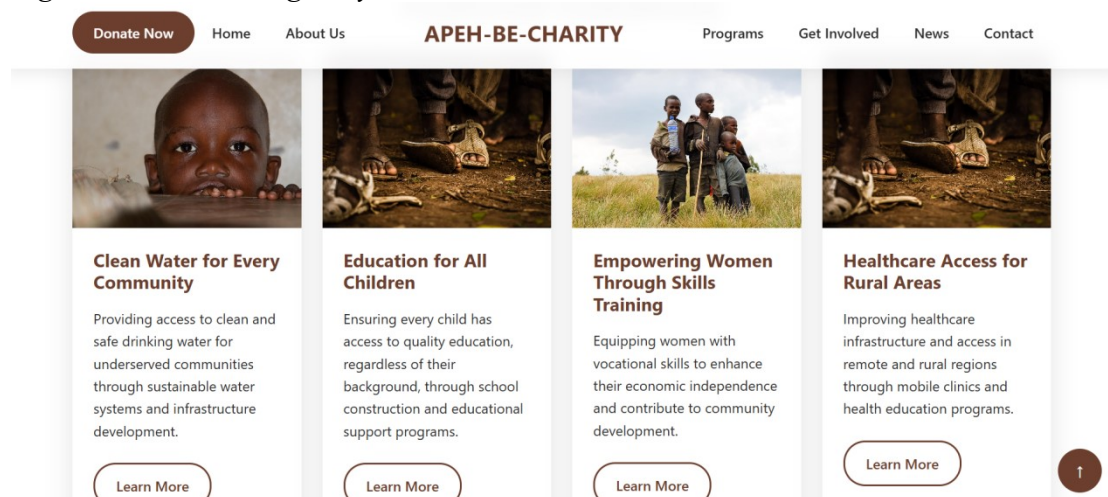 Donate Now Home About Us APEH-BE-CHARITY Programs Get Involved News Contact
Clean Water for Every
Community
Providing access to clean and
safe drinking water for
underserved communities
through sustainable water
systems and infrastructure
development.
Learn More
Education for All
Children
Ensuring every child has
access to quality education,
regardless of their
background, through school
construction and educational
support programs.
Learn More
Empowering Women
Through Skills
Training
Equipping women with
vocational skills to enhance
their economic independence
and contribute to community
development.
Learn More
Healthcare Access for
Rural Areas
Improving healthcare
infrastructure and access in
remote and rural regions
through mobile clinics and
health education programs.
Learn More
↑